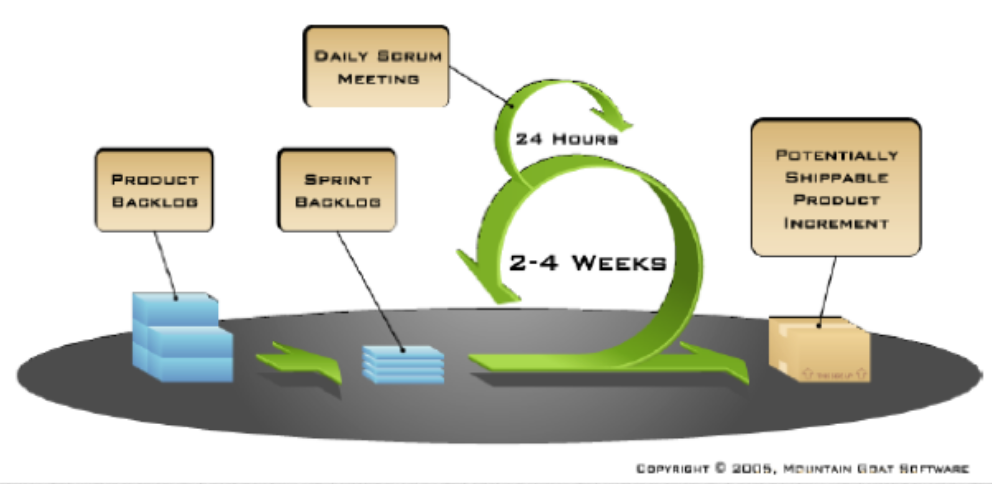 DAILY SCRUM
MEETING
24 HOURS
PRODUCT
BACKLOG
SPRINT
BACKLOG
POTENTIALLY
SHIPPABLE
PRODUCT
INCREMENT
2-4 WEEKS
COPYRIGHT © 2005, MOUNTAIN GOAT SOFTWARE